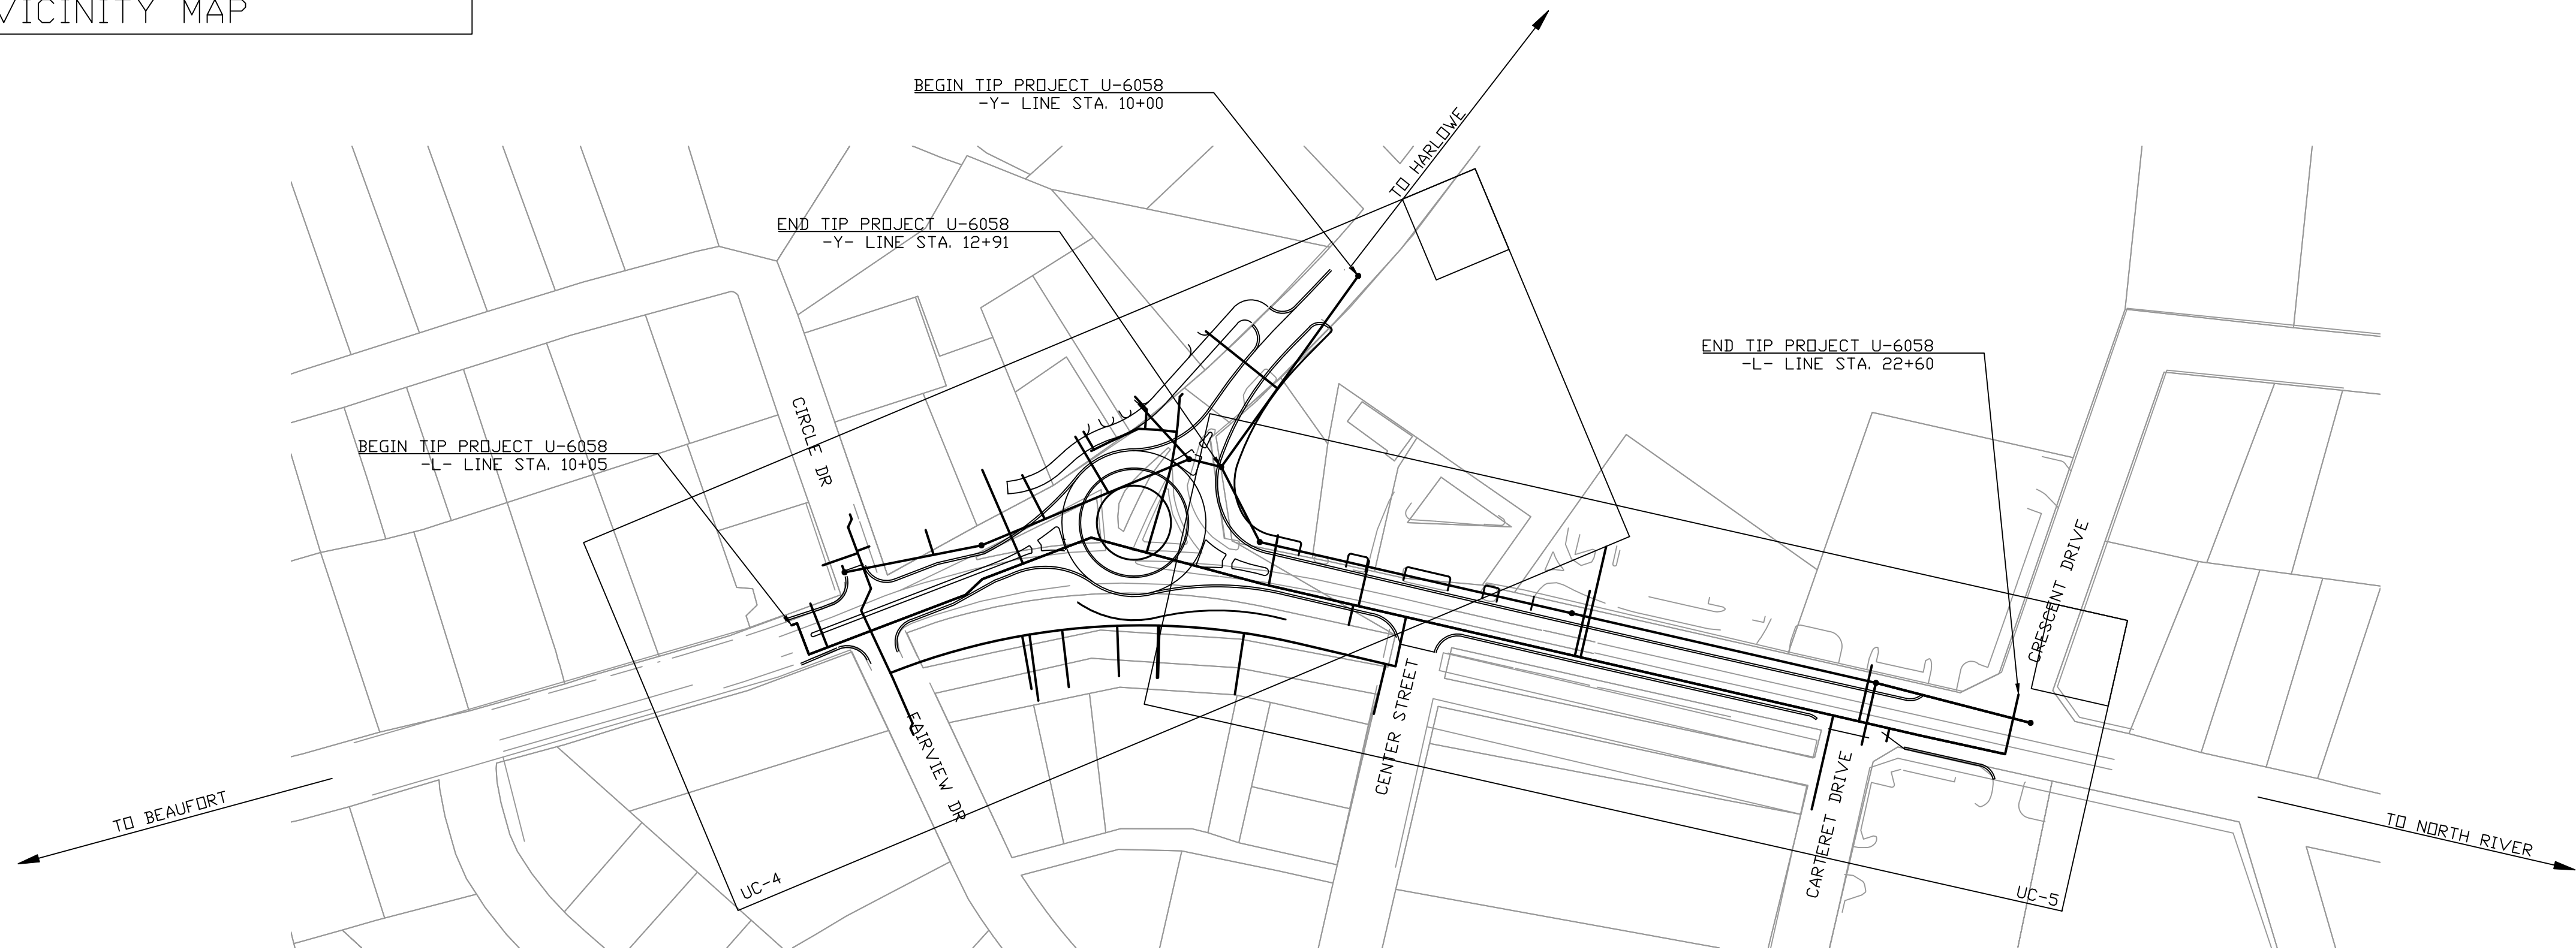 VICINITY MAP
BEGIN TIP PROJECT U-6058
-Y- LINE STA. 10+00
TO HARLOWE
END TIP PROJECT U-6058
-Y- LINE STA. 12+91
END TIP PROJECT U-6058
-L- LINE STA. 22+60
CIRCLE DR
BEGIN TIP PROJECT U-6058
-L- LINE STA. 10+05
CRESCENT DRIVE
CENTER STREET
FAIRVIEW DR
CARTERET DRIVE
TO BEAUFORT
TO NORTH RIVER
UC-4
UC-5